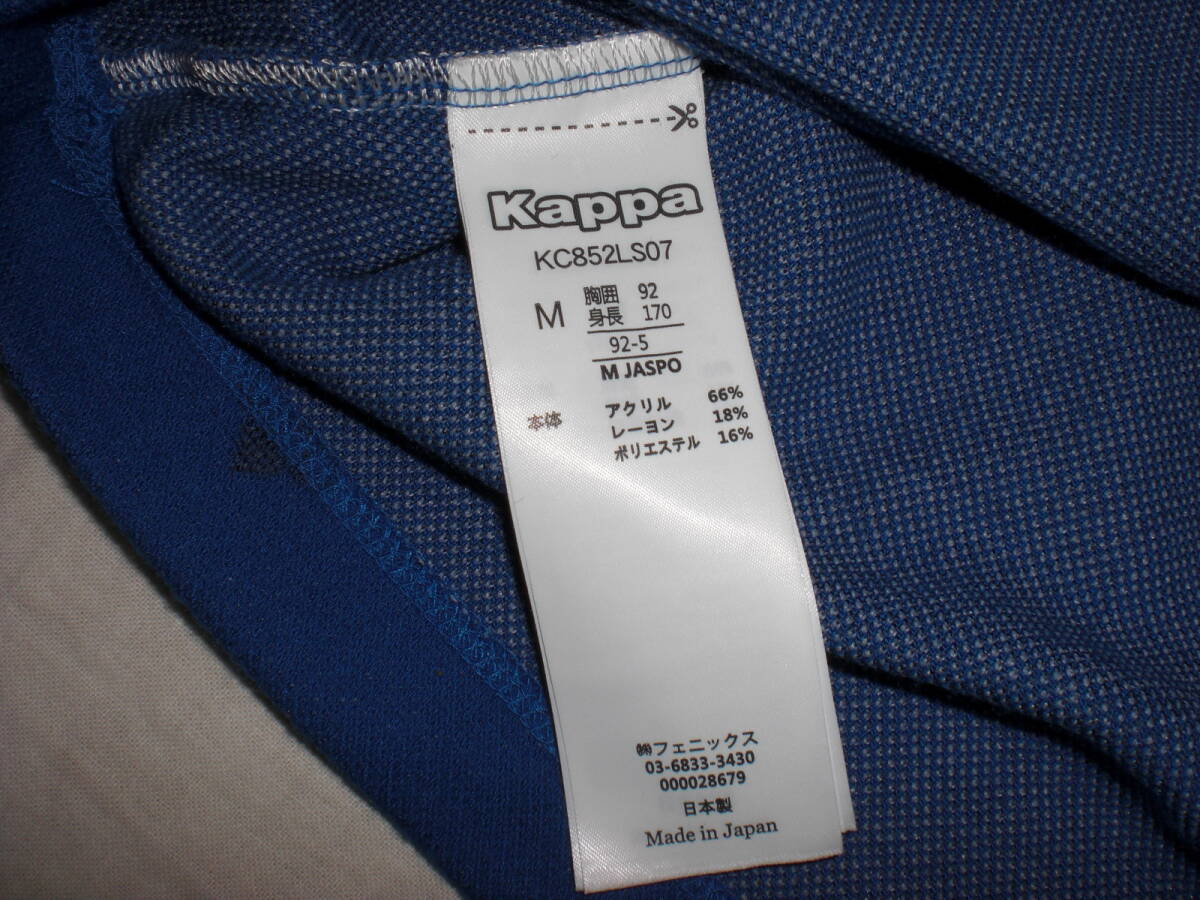 Kappa
KC852LS07
M
胸囲 92
身長 170
92-5
M JASPO
本体
アクリル 66%
レーヨン 18%
ポリエステル 16%
㈱フェニックス
03-6833-3430
000028679
日本製
Made in Japan